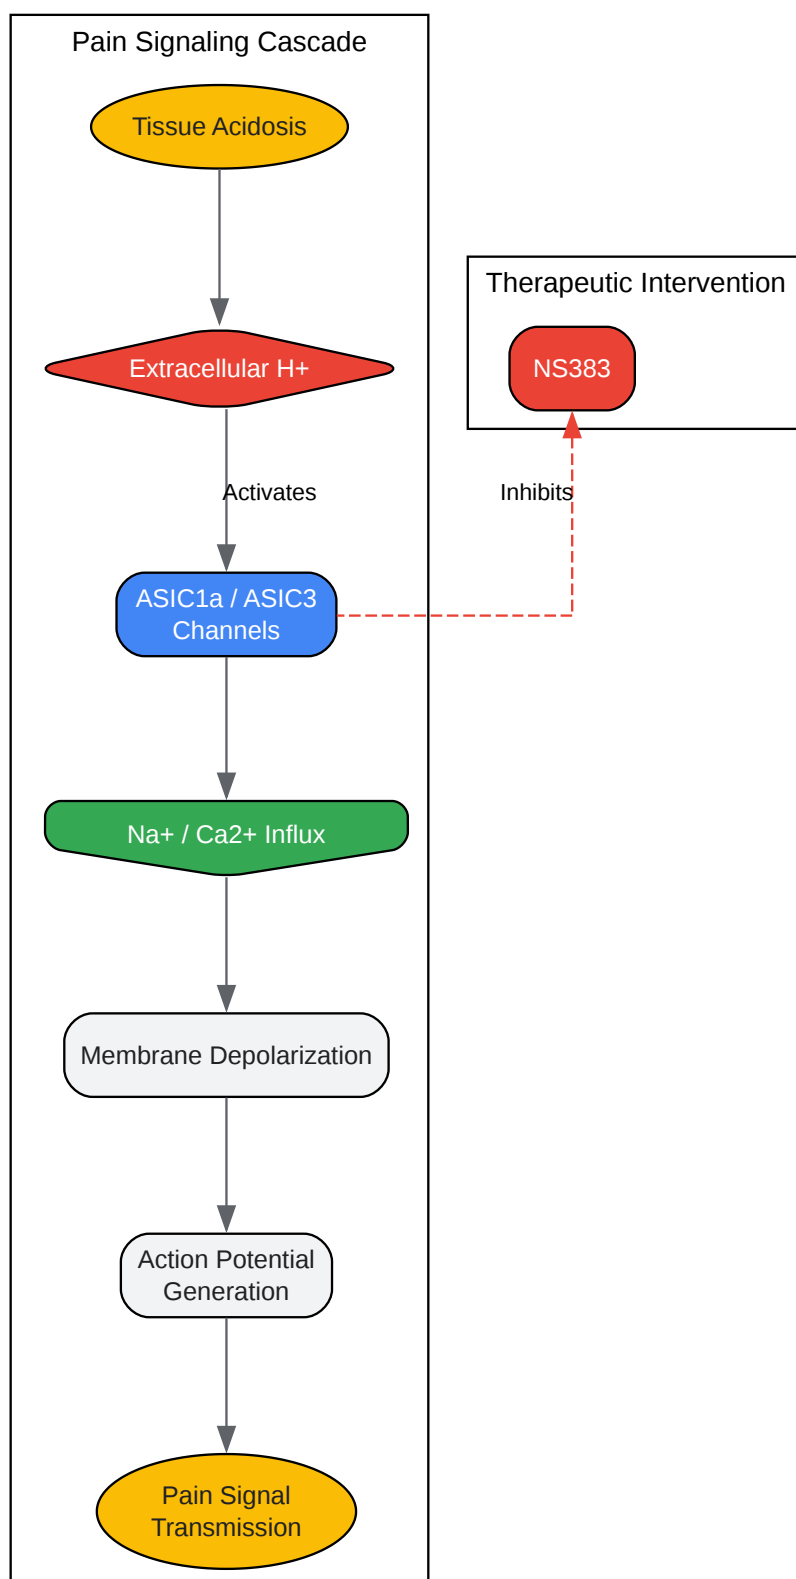 Pain Signaling Cascade
Tissue Acidosis
Therapeutic Intervention
Extracellular H+
NS383
Activates
Inhibits
ASIC1a / ASIC3
Channels
Na+ / Ca2+ Influx
Membrane Depolarization
Action Potential
Generation
Pain Signal
Transmission